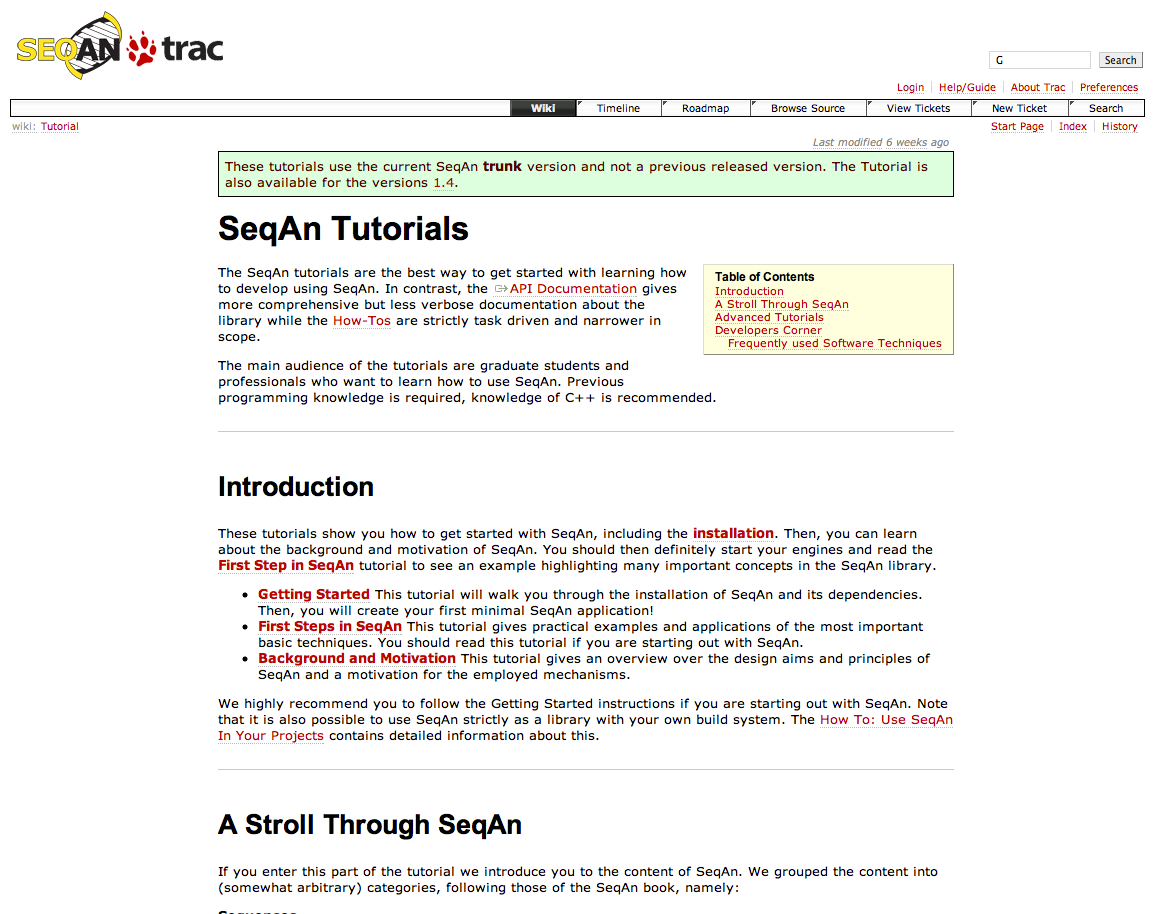 SEQAN trac
G
Search
Login
Help/Guide
About Trac
Preferences
Wiki
Timeline
Roadmap
Browse Source
View Tickets
New Ticket
Search
wiki: Tutorial
Start Page
Index
History
Last modified 6 weeks ago
These tutorials use the current SeqAn trunk version and not a previous released version. The Tutorial is
also available for the versions 1.4.
SeqAn Tutorials
The SeqAn tutorials are the best way to get started with learning how
to develop using SeqAn. In contrast, the API Documentation gives
more comprehensive but less verbose documentation about the
library while the How-Tos are strictly task driven and narrower in
scope.
Table of Contents
Introduction
A Stroll Through SeqAn
Advanced Tutorials
Developers Corner
Frequently used Software Techniques
The main audience of the tutorials are graduate students and
professionals who want to learn how to use SeqAn. Previous
programming knowledge is required, knowledge of C++ is recommended.
Introduction
These tutorials show you how to get started with SeqAn, including the installation. Then, you can learn
about the background and motivation of SeqAn. You should then definitely start your engines and read the
First Step in SeqAn tutorial to see an example highlighting many important concepts in the SeqAn library.
• Getting Started This tutorial will walk you through the installation of SeqAn and its dependencies.
Then, you will create your first minimal SeqAn application!
• First Steps in SeqAn This tutorial gives practical examples and applications of the most important
basic techniques. You should read this tutorial if you are starting out with SeqAn.
• Background and Motivation This tutorial gives an overview over the design aims and principles of
SeqAn and a motivation for the employed mechanisms.
We highly recommend you to follow the Getting Started instructions if you are starting out with SeqAn. Note
that it is also possible to use SeqAn strictly as a library with your own build system. The How To: Use SeqAn
In Your Projects contains detailed information about this.
A Stroll Through SeqAn
If you enter this part of the tutorial we introduce you to the content of SeqAn. We grouped the content into
(somewhat arbitrary) categories, following those of the SeqAn book, namely:
Sequences